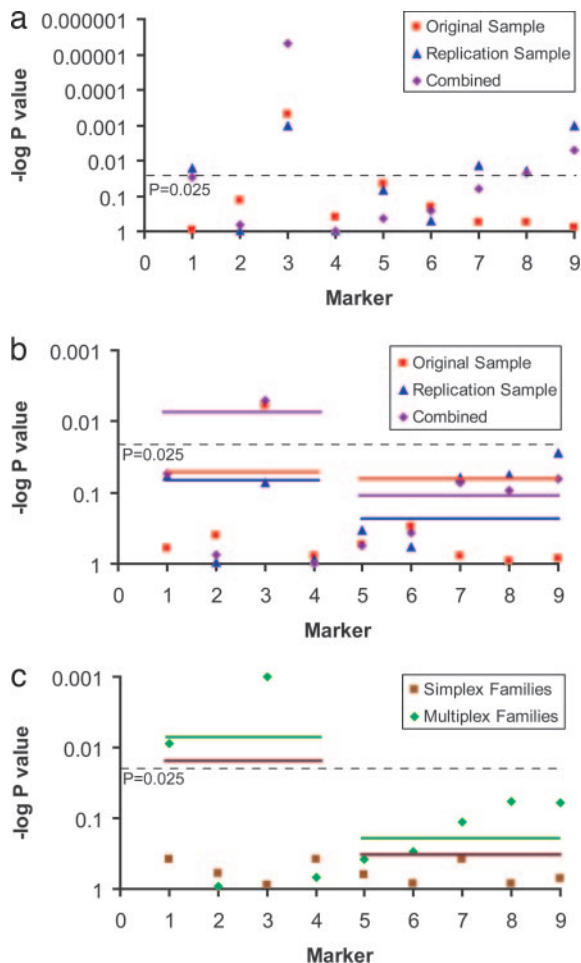 a
0.000001
0.0001
0.001
0.01
0.1
1
-log P value
Original Sample
Replication Sample
Combined
P=0.025
0 1 2 3 4 5 6 7 8 9
Marker
b
0.001
0.01
0.1
1
-log P value
Original Sample
Replication Sample
Combined
P=0.025
0 1 2 3 4 5 6 7 8 9
Marker
c
0.001
0.01
0.1
1
-log P value
Simplex Families
Multiplex Families
P=0.025
0 1 2 3 4 5 6 7 8 9
Marker